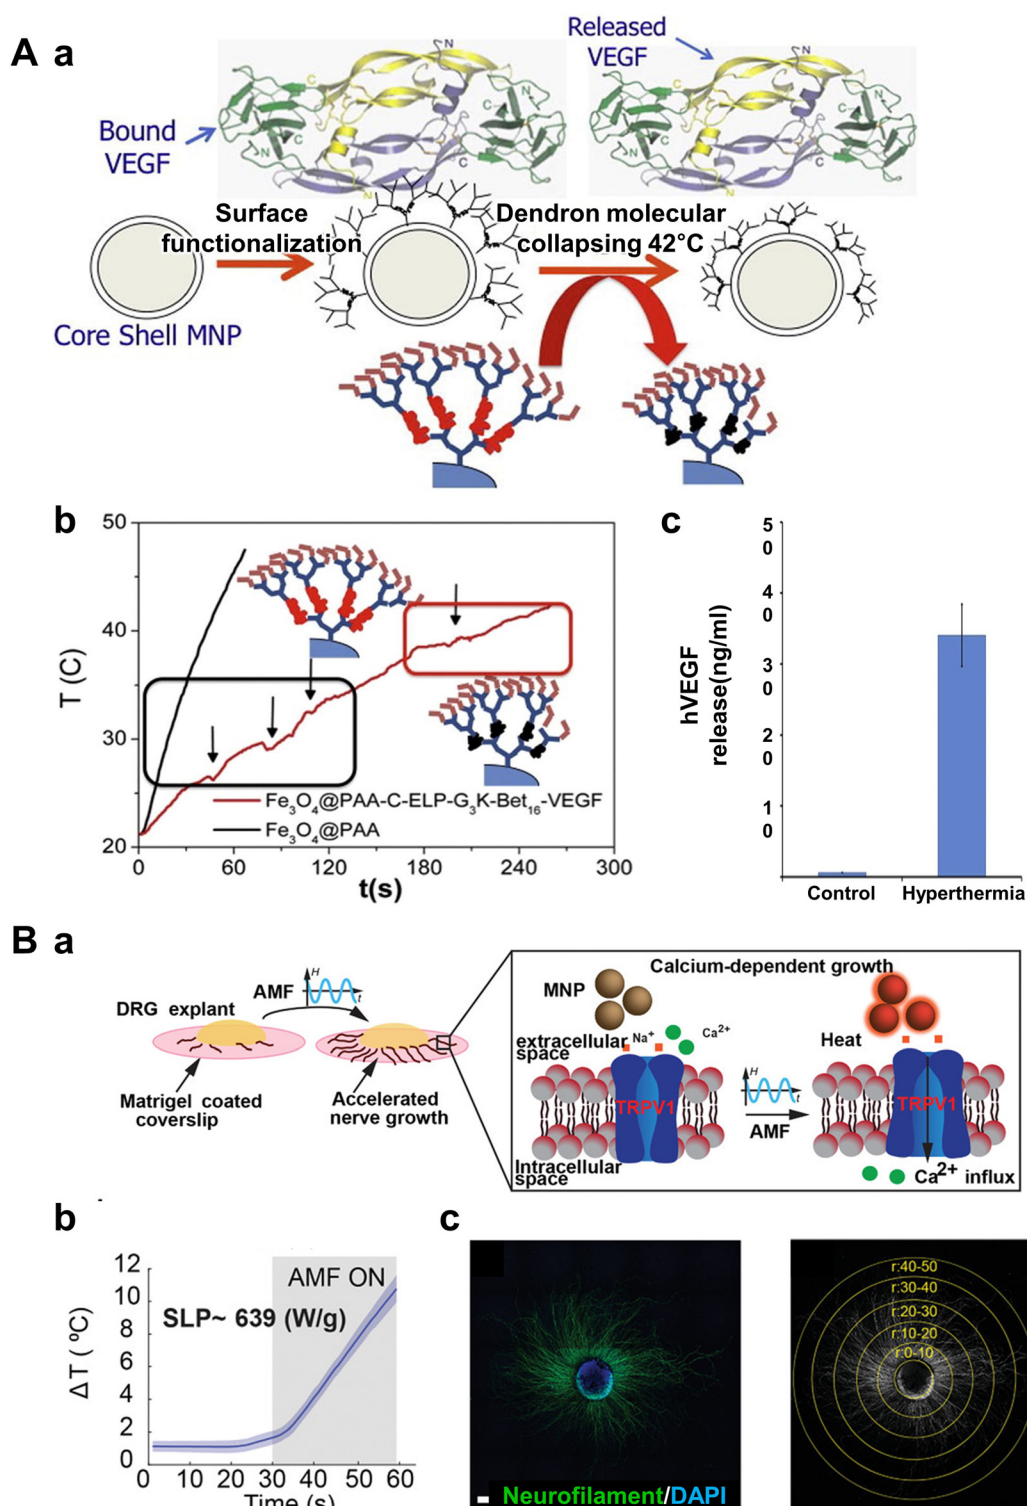 A a
Released
VEGF
Bound
VEGF
N
C
N
C
N
C
N
C
N
C
N
C
N
Surface
functionalization
Dendron molecular
collapsing 42°C
Core Shell MNP
b
50
40
30
20
T (C)
0
60
120
180
240
300
t(s)
Fe3O4@PAA-C-ELP-G3K-Bet16-VEGF
Fe3O4@PAA
c
5
0
4
0
3
0
2
0
1
0
hVEGF
release(ng/ml)
Control
Hyperthermia
B a
DRG explant
AMF
H
t
Matrigel coated
coverslip
Accelerated
nerve growth
Calcium-dependent growth
MNP
extracellular
space
Na+
Ca2+
Heat
TRPV1
H
t
AMF
TRPV1
Intracellular
space
Ca2+ influx
b
12
10
8
6
4
2
0
ΔT (ºC)
AMF ON
SLP~ 639 (W/g)
0
10
20
30
40
50
60
Time (s)
c
Neurofilament/DAPI
r:40-50
r:30-40
r:20-30
r:10-20
r:0-10